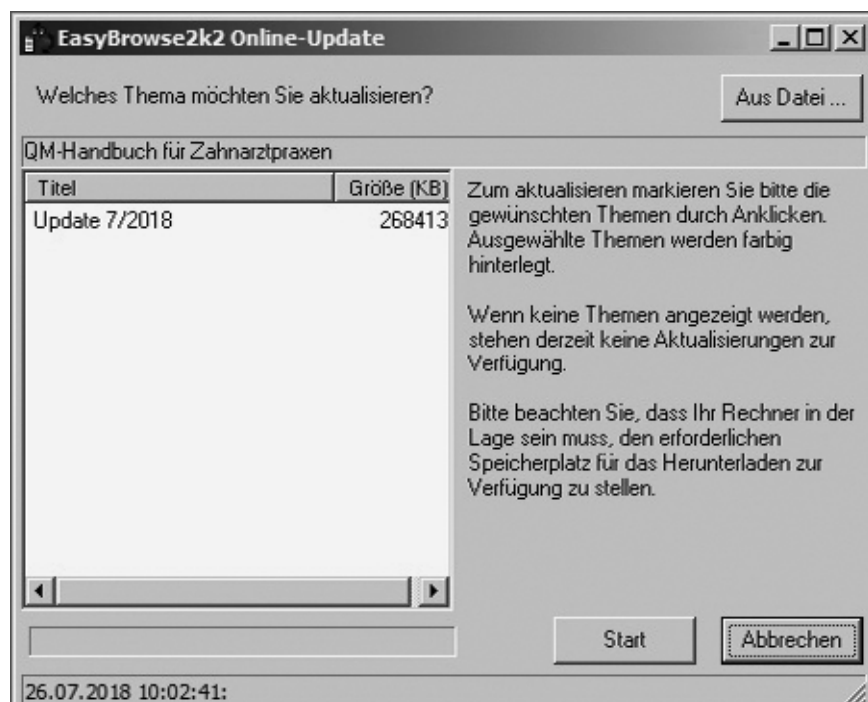 EasyBrowse2k2 Online-Update
Welches Thema möchten Sie aktualisieren?
Aus Datei ...
QM-Handbuch für Zahnarztpraxen
Titel Größe (KB)
Update 7/2018 268413
Zum aktualisieren markieren Sie bitte die
gewünschten Themen durch Anklicken.
Ausgewählte Themen werden farbig
hinterlegt.
Wenn keine Themen angezeigt werden,
stehen derzeit keine Aktualisierungen zur
Verfügung.
Bitte beachten Sie, dass Ihr Rechner in der
Lage sein muss, den erforderlichen
Speicherplatz für das Herunterladen zur
Verfügung zu stellen.
Start
Abbrechen
26.07.2018 10:02:41: